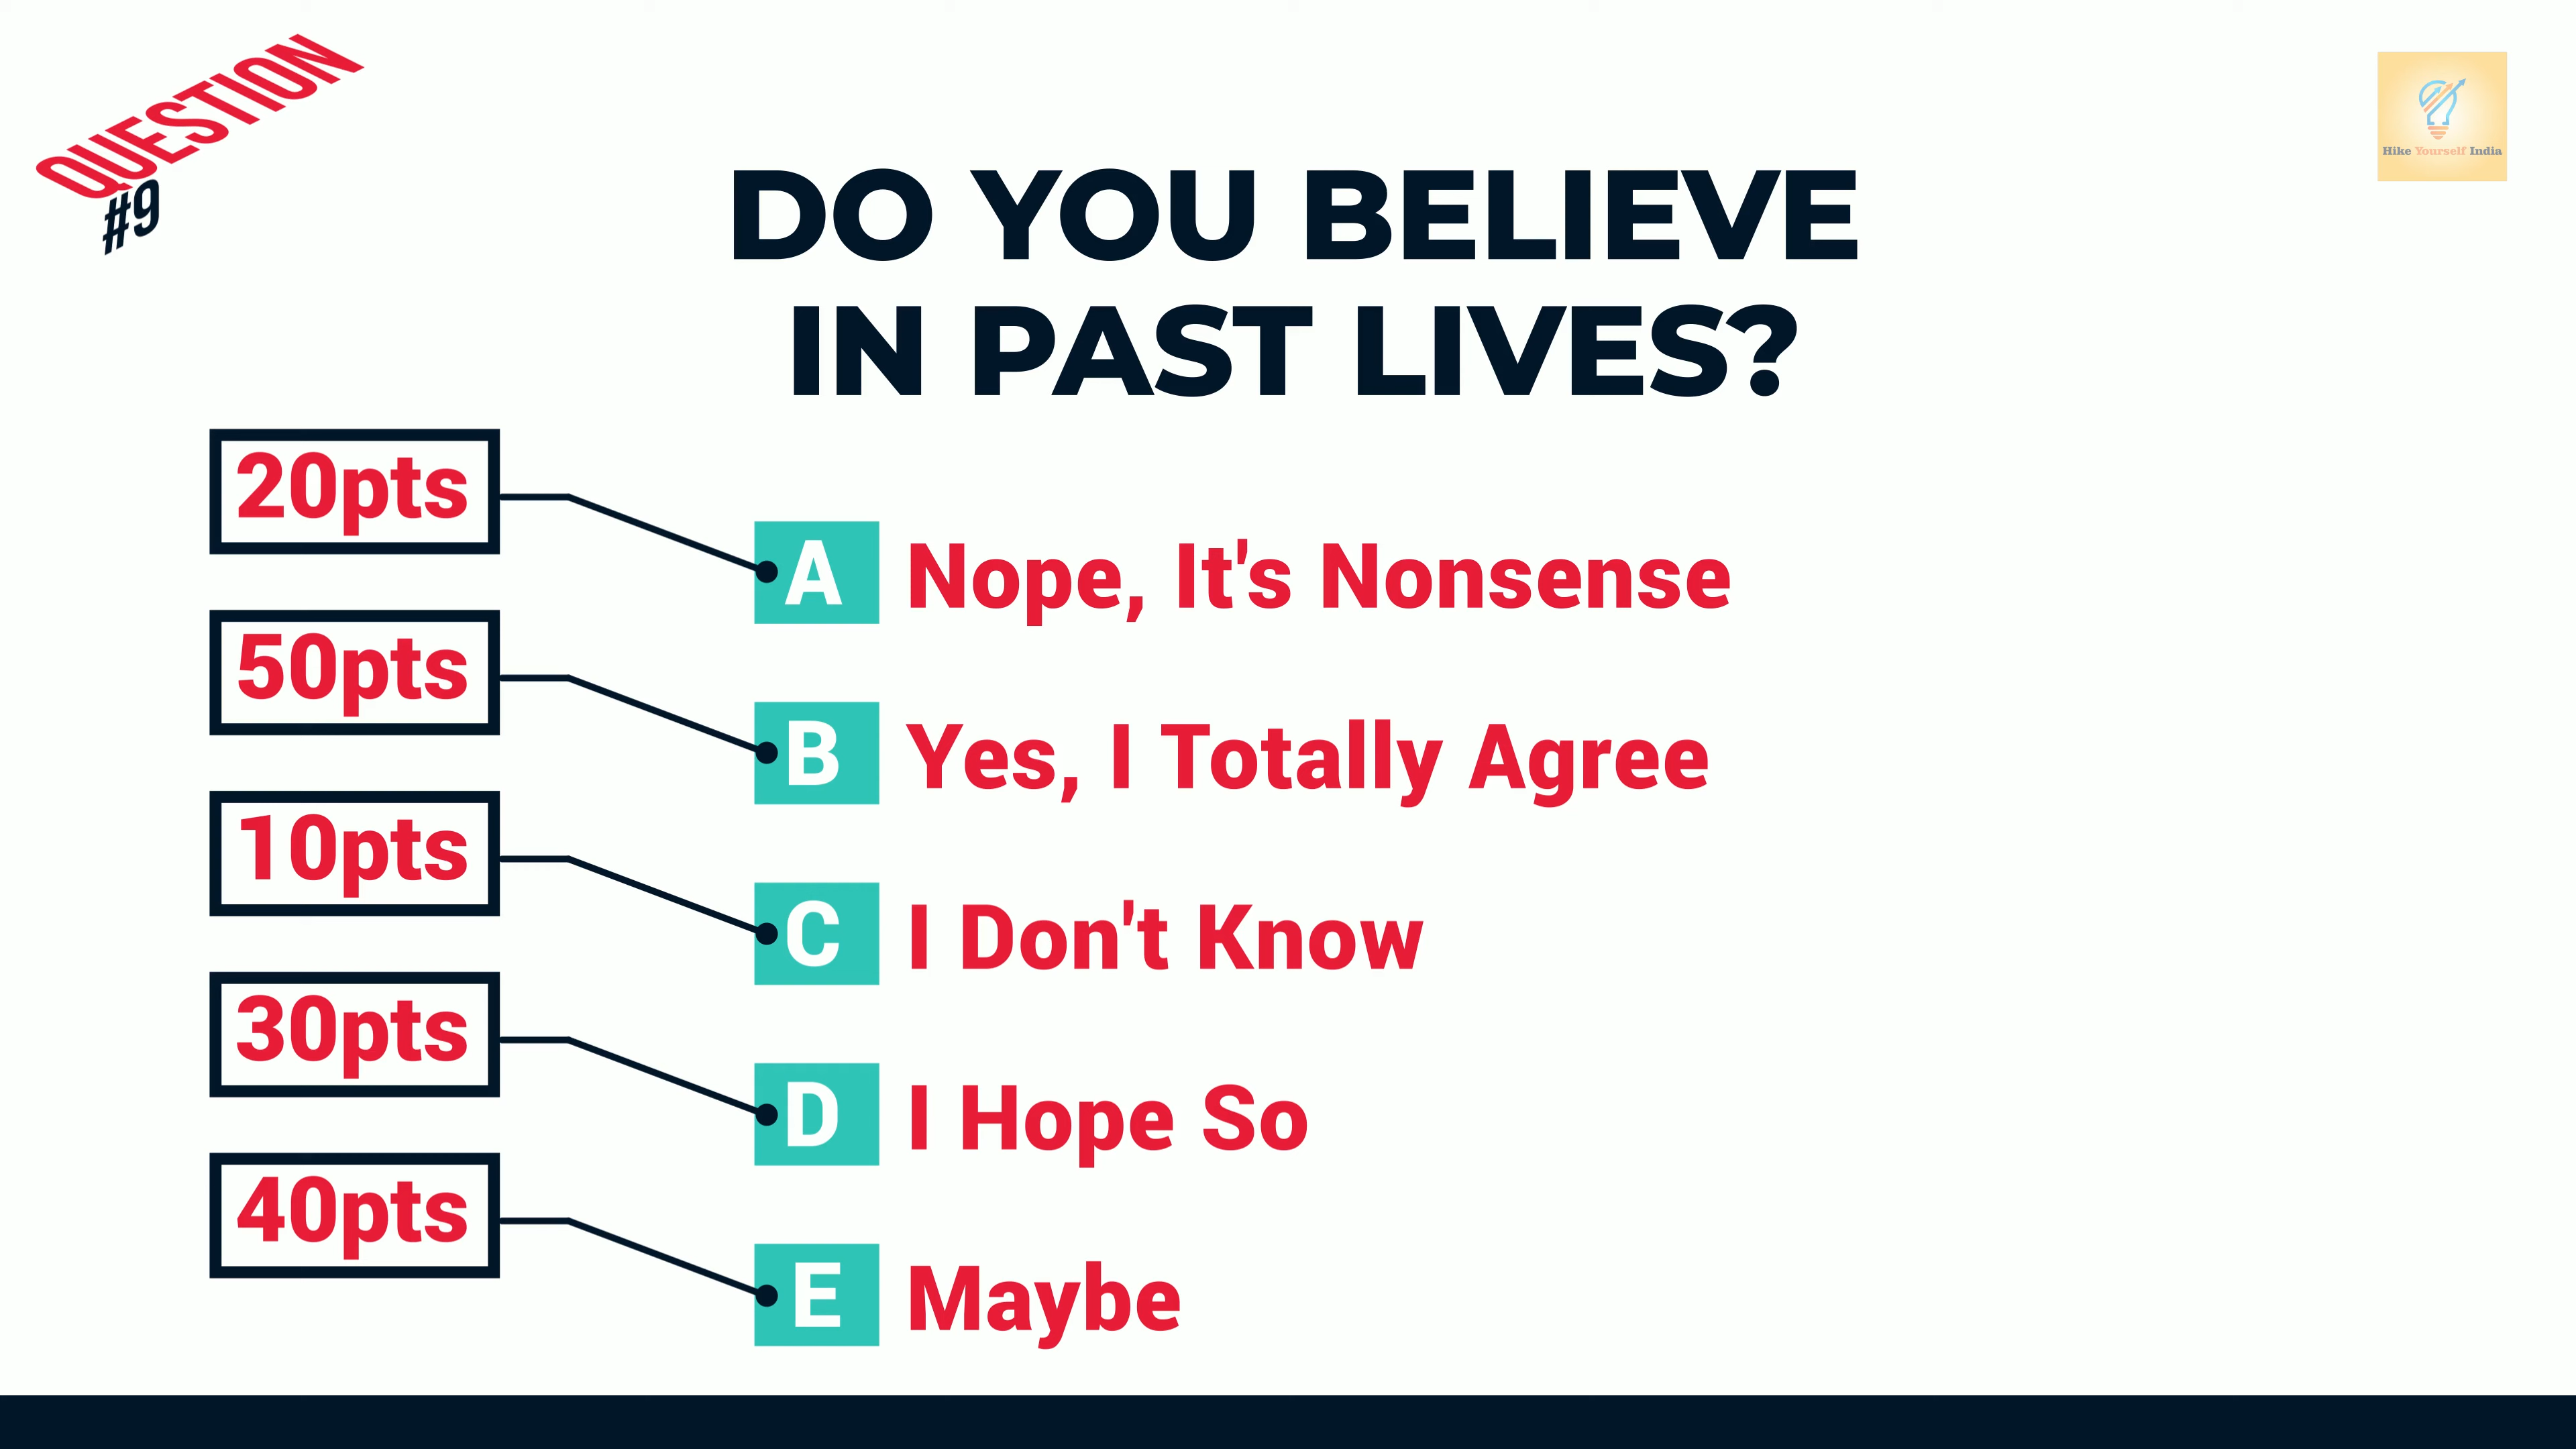 QUESTION
#9
Hike Yourself India
DO YOU BELIEVE
IN PAST LIVES?
20pts
A Nope, It's Nonsense
50pts
B Yes, I Totally Agree
10pts
C I Don't Know
30pts
D I Hope So
40pts
E Maybe